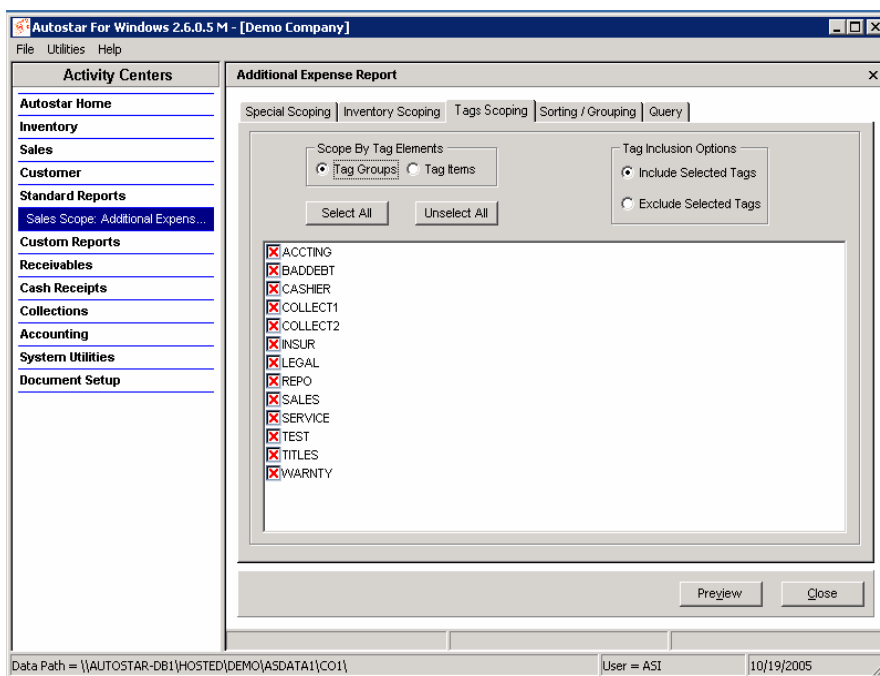 Autostar For Windows 2.6.0.5 M - [Demo Company]
File Utilities Help
Activity Centers
Autostar Home
Inventory
Sales
Customer
Standard Reports
Sales Scope: Additional Expens...
Custom Reports
Receivables
Cash Receipts
Collections
Accounting
System Utilities
Document Setup
Additional Expense Report
Special Scoping Inventory Scoping Tags Scoping Sorting / Grouping Query
Scope By Tag Elements
Tag Groups Tag Items
Select All Unselect All
Tag Inclusion Options
Include Selected Tags
Exclude Selected Tags
ACCTING
BADDEBT
CASHIER
COLLECT1
COLLECT2
INSUR
LEGAL
REPO
SALES
SERVICE
TEST
TITLES
WARNTY
Preview Close
Data Path = \\AUTOSTAR-DB1\HOSTED\DEMO\ASDATA1\CO1\ User = ASI 10/19/2005